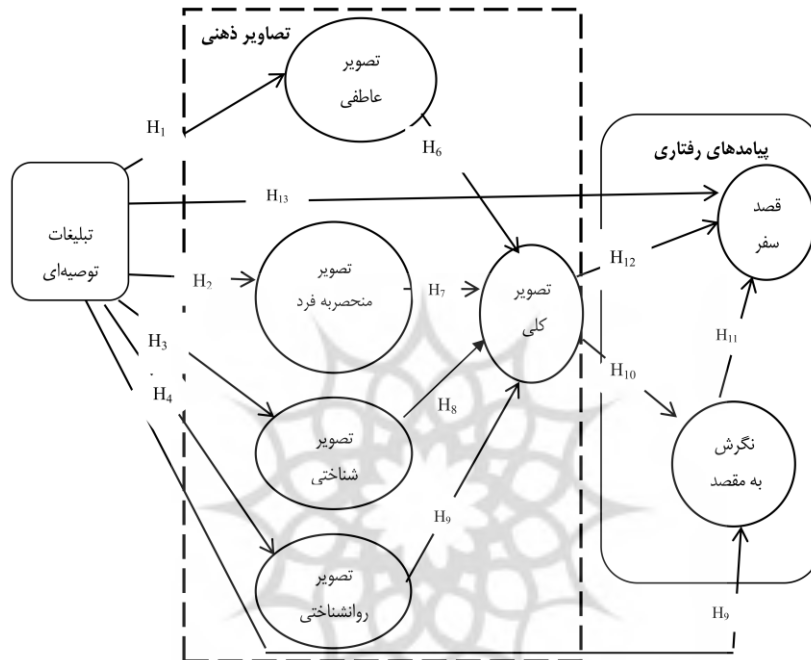 تصاویر ذهنی
تصویر
عاطفی
H1
H6
پیامدهای رفتاری
قصد
سفر
H13
تبلیغات
توصیه‌ای
H2
تصویر
منحصربه فرد
H7
تصویر
کلی
H12
H11
H3
H4
H10
تصویر
شناختی
H8
نگرش
به مقصد
H9
تصویر
روانشناختی
H9